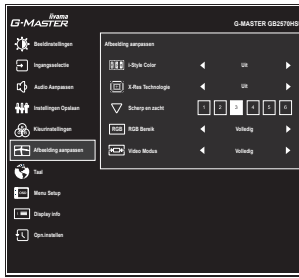 iiyama
G-MASTER
G-MASTER GB2570HS
Beeldinstellingen
Ingangsselectie
Audio Aanpassen
Instellingen Opslaan
Kleurinstellingen
Afbeelding aanpassen
Taal
Menu Setup
Display info
Opn.instellen
Afbeelding aanpassen
i-Style Color Uit
X-Res Technologie Uit
Scherp en zacht 1 2 3 4 5 6
RGB RGB Bereik Volledig
Video Modus Volledig